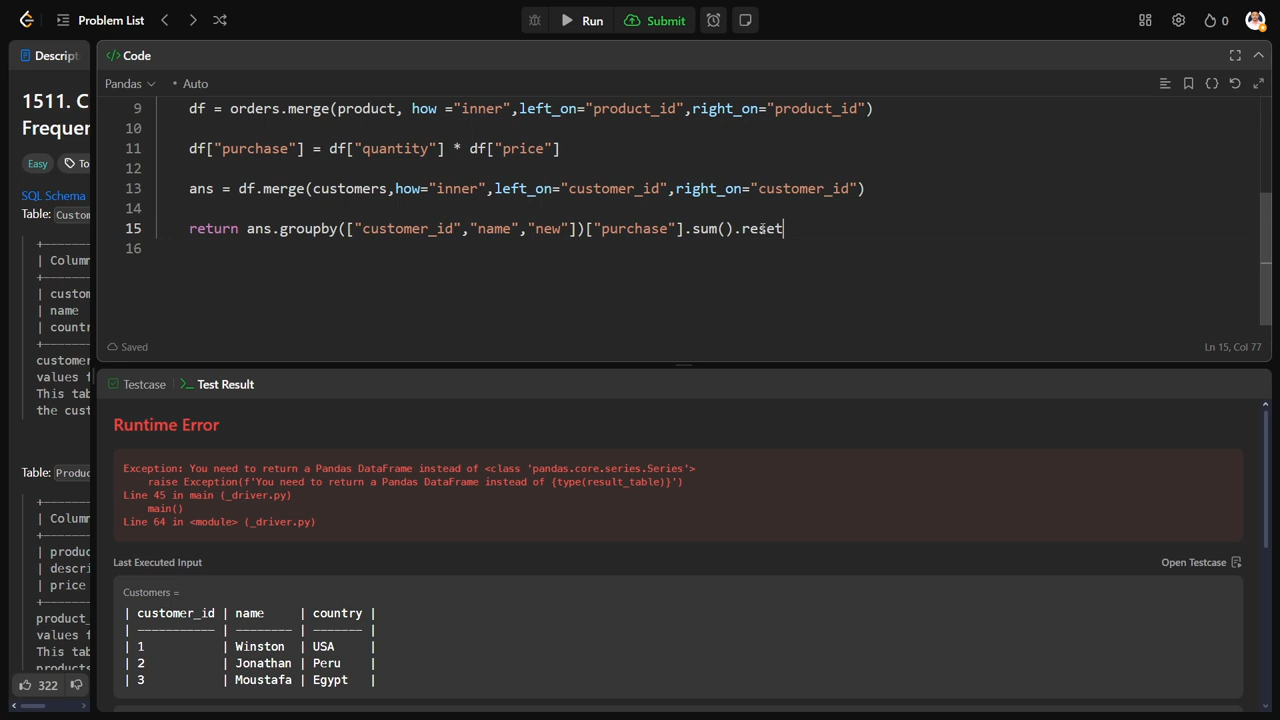 Problem List
Run
Submit
0
Descript
1511. C
Frequen
Easy
To
SQL Schema
Table: Custom
+————
| Colum
+————
| custome
| name
| countr
+————
customer
values f
This tab
the cust
Table: Produc
+————
| Colum
+————
| produc
| descri
| price
+————
product_
values f
This tab
products
322
</> Code
Pandas
• Auto
9 df = orders.merge(product, how ="inner",left_on="product_id",right_on="product_id")
10
11 df["purchase"] = df["quantity"] * df["price"]
12
13 ans = df.merge(customers,how="inner",left_on="customer_id",right_on="customer_id")
14
15 return ans.groupby(["customer_id","name","new"])["purchase"].sum().reset
16
Saved
Ln 15, Col 77
Testcase
>_ Test Result
Runtime Error
Exception: You need to return a Pandas DataFrame instead of <class 'pandas.core.series.Series'>
raise Exception(f'You need to return a Pandas DataFrame instead of {type(result_table)}')
Line 45 in main (_driver.py)
main()
Line 64 in <module> (_driver.py)
Last Executed Input
Open Testcase
Customers =
| customer_id | name | country |
| ——————————— | ———————— | ——————— |
| 1 | Winston | USA |
| 2 | Jonathan | Peru |
| 3 | Moustafa | Egypt |